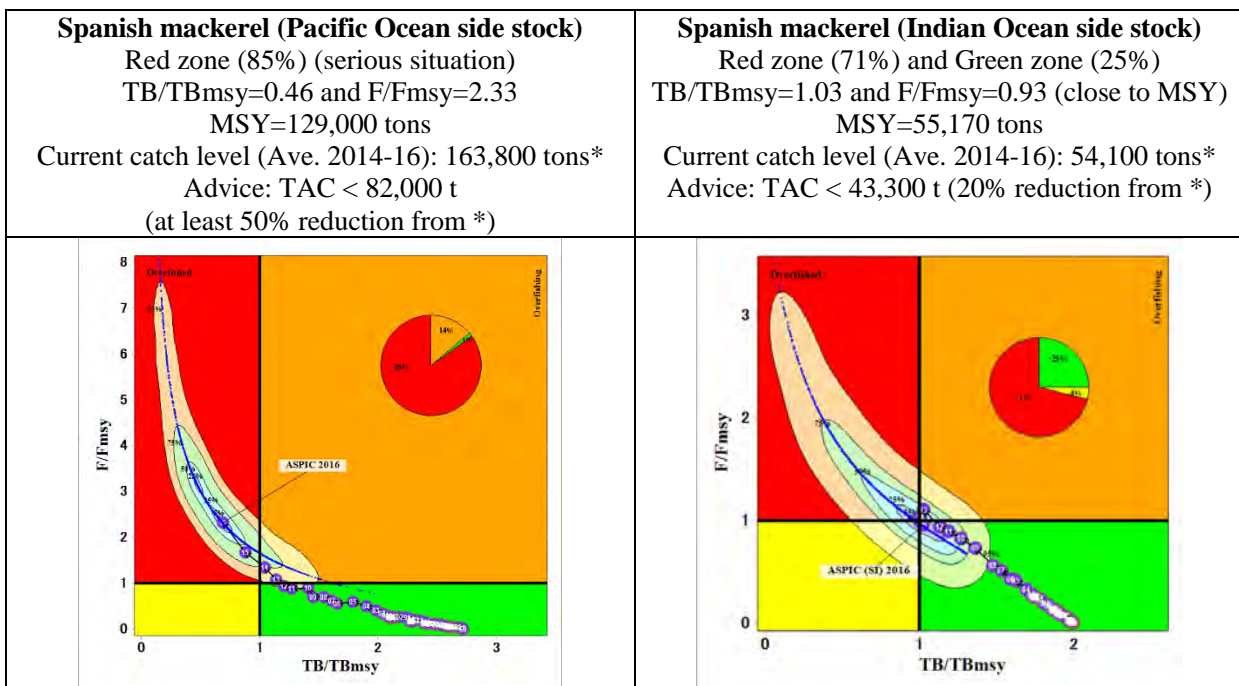 Spanish mackerel (Pacific Ocean side stock)
Red zone (85%) (serious situation)
TB/TBmsy=0.46 and F/Fmsy=2.33
MSY=129,000 tons
Current catch level (Ave. 2014-16): 163,800 tons*
Advice: TAC < 82,000 t
(at least 50% reduction from *)
Spanish mackerel (Indian Ocean side stock)
Red zone (71%) and Green zone (25%)
TB/TBmsy=1.03 and F/Fmsy=0.93 (close to MSY)
MSY=55,170 tons
Current catch level (Ave. 2014-16): 54,100 tons*
Advice: TAC < 43,300 t (20% reduction from *)
Overfished
Overfishing
8
7
6
5
4
3
2
1
0
F/Fmsy
14%
75%
ASPIC 2016
0
1
2
3
TB/TBmsy
Overfished
Overfishing
3
2
1
0
F/Fmsy
25%
4%
71%
75%
ASPIC (SI) 2016
0
1
2
TB/TBmsy